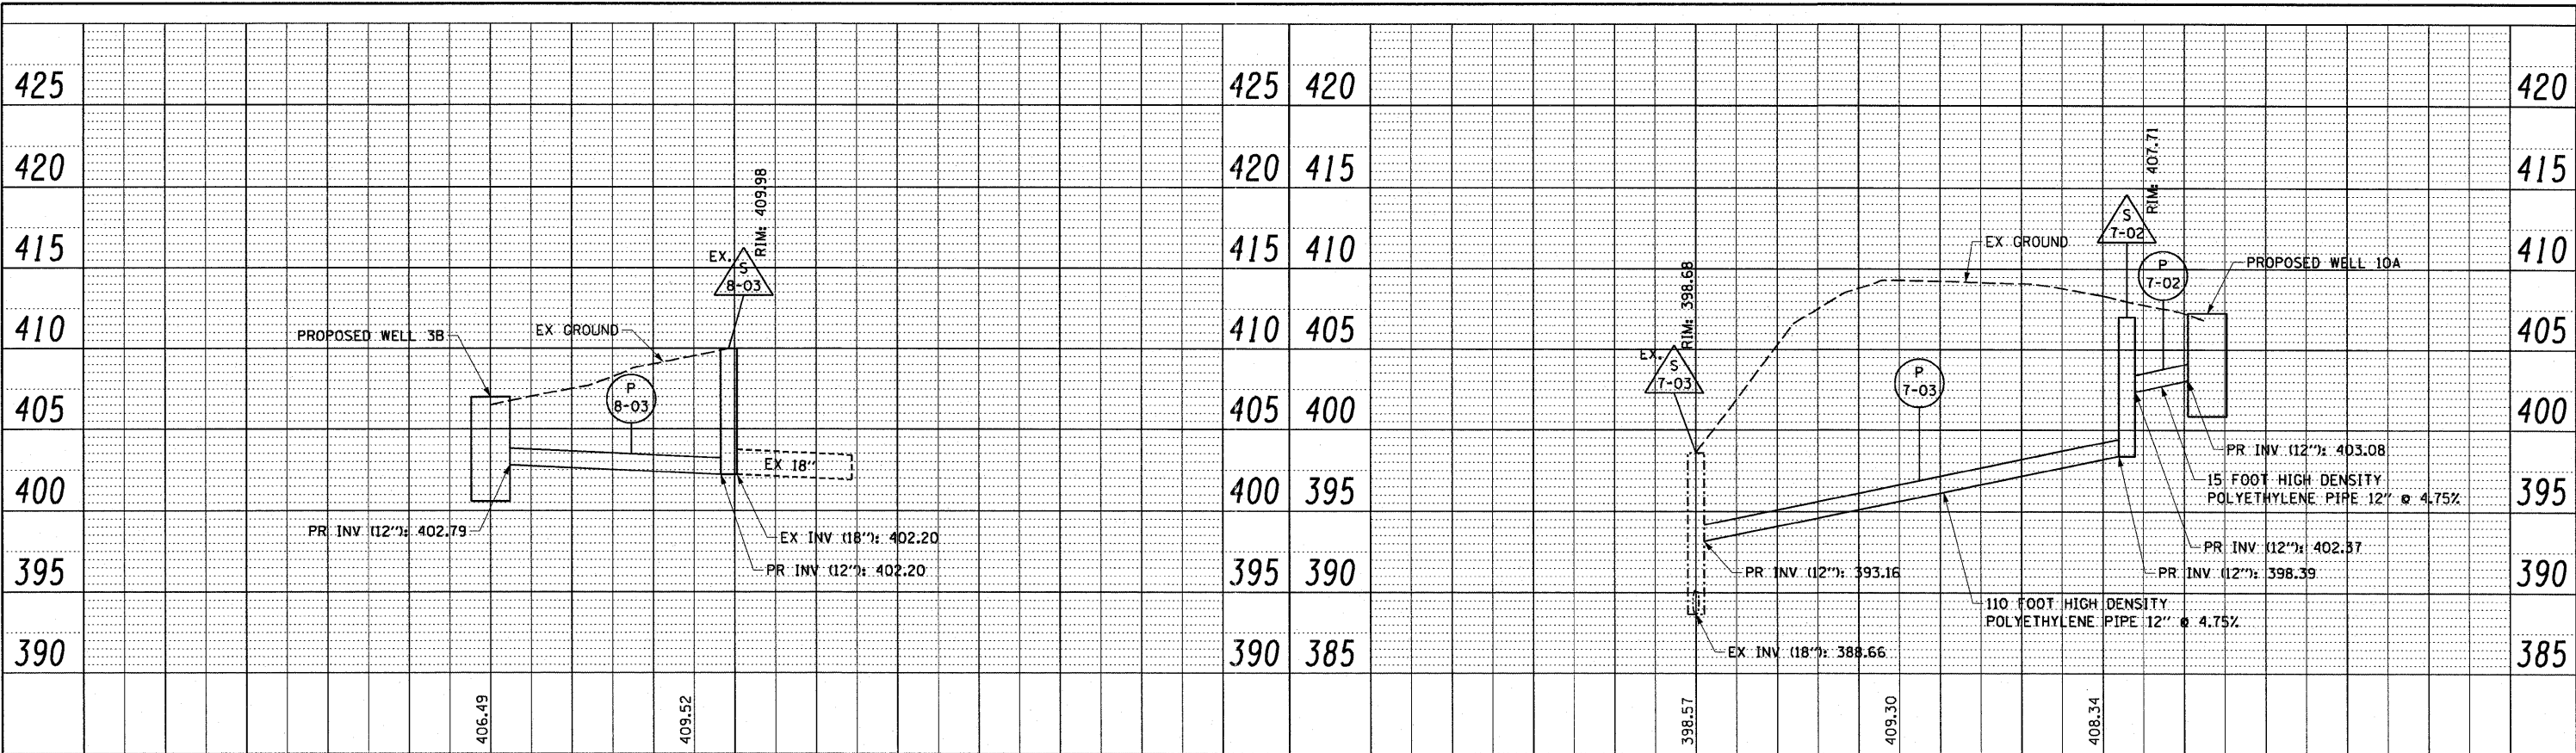 425
420
415
410
405
400
395
390
PROPOSED WELL 3B
EX GROUND
EX.
S
8-03
RIM: 409.98
P
8-03
EX 18"
PR INV (12"): 402.79
EX INV (18"): 402.20
PR INV (12"): 402.20
406.49
409.52
425
420
415
410
405
400
395
390
420
415
410
405
400
395
390
385
EX.
S
7-03
RIM: 398.68
EX GROUND
P
7-03
S
7-02
RIM: 407.71
P
7-02
PROPOSED WELL 10A
PR INV (12"): 403.08
15 FOOT HIGH DENSITY
POLYETHYLENE PIPE 12" @ 4.75%
PR INV (12"): 402.37
PR INV (12"): 398.39
PR INV (12"): 393.16
110 FOOT HIGH DENSITY
POLYETHYLENE PIPE 12" @ 4.75%
EX INV (18"): 388.66
398.57
409.30
408.34
420
415
410
405
400
395
390
385